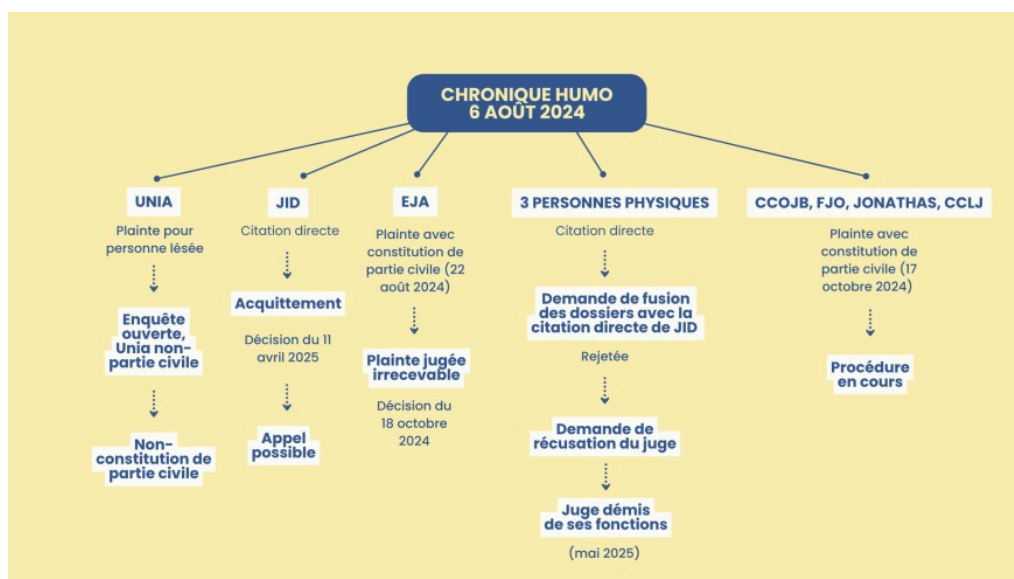 CHRONIQUE HUMO
6 AOÛT 2024
UNIA
Plainte pour
personne lésée
Enquête
ouverte,
Unia non-
partie civile
Non-
constitution de
partie civile
JID
Citation directe
Acquittement
Décision du 11
avril 2025
Appel
possible
EJA
Plainte avec
constitution de
partie civile (22
août 2024)
Plainte jugée
irrecevable
Décision du
18 octobre
2024
3 PERSONNES PHYSIQUES
Citation directe
Demande de fusion
des dossiers avec la
citation directe de JID
Rejetée
Demande de
récusation du juge
Juge démis
de ses fonctions
(mai 2025)
CCOJB, FJO, JONATHAS, CCLJ
Plainte avec
constitution de
partie civile (17
octobre 2024)
Procédure
en cours